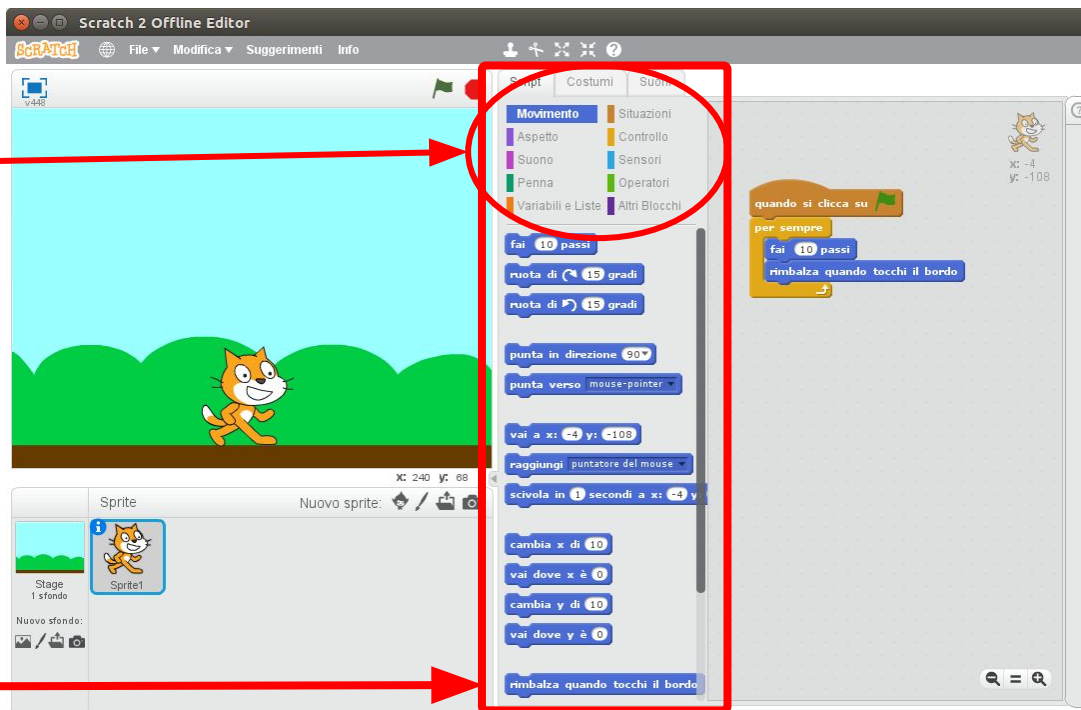 Scratch 2 Offline Editor
SCRATCH File Modifica Suggerimenti Info
v448
Script Costumi Suoni
Movimento Situazioni
Aspetto Controllo
Suono Sensori
Penna Operatori
Variabili e Liste Altri Blocchi
fai 10 passi
ruota di 15 gradi
ruota di 15 gradi
punta in direzione 90
punta verso mouse-pointer
vai a x: -4 y: -108
raggiungi puntatore del mouse
scivola in 1 secondi a x: -4 y
cambia x di 10
vai dove x è 0
cambia y di 10
vai dove y è 0
rimbalza quando tocchi il bordo
x: -4
y: -108
quando si clicca su
per sempre
fai 10 passi
rimbalza quando tocchi il bordo
x: 240 y: 68
Sprite Nuovo sprite:
Stage
1 sfondo
Sprite1
Nuovo sfondo: